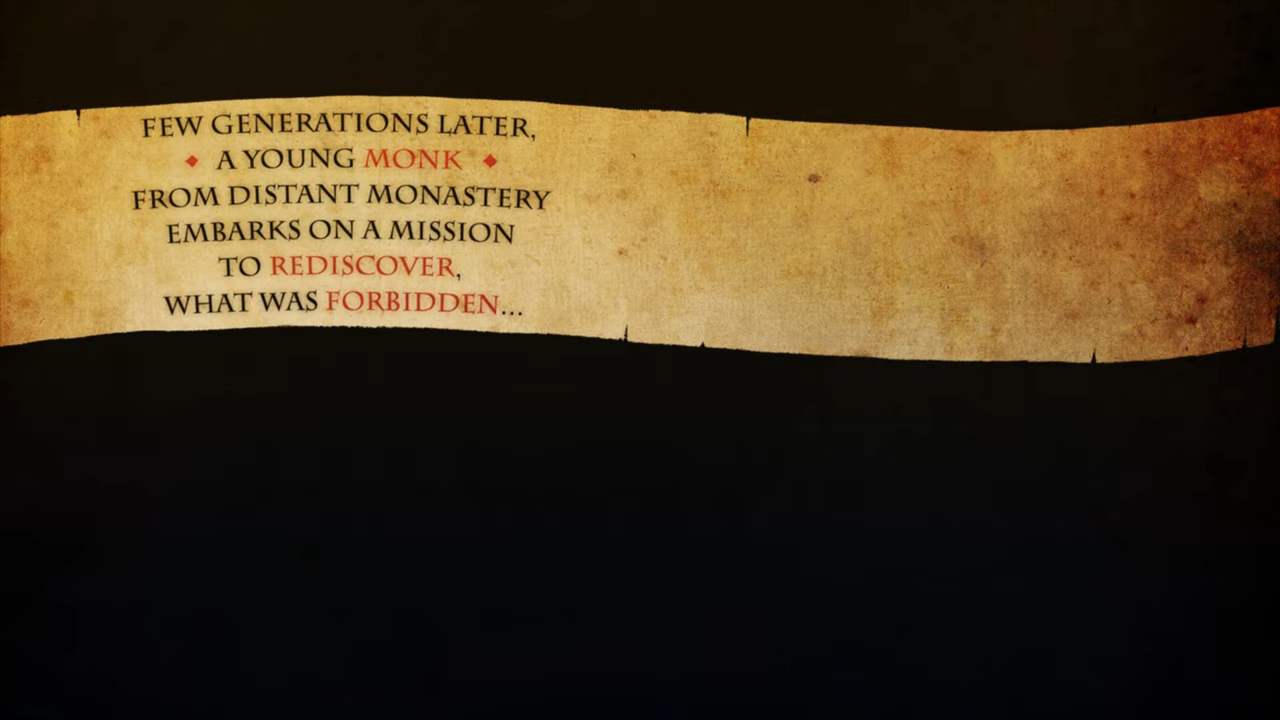 FEW GENERATIONS LATER,
A YOUNG MONK
FROM DISTANT MONASTERY
EMBARKS ON A MISSION
TO REDISCOVER,
WHAT WAS FORBIDDEN...